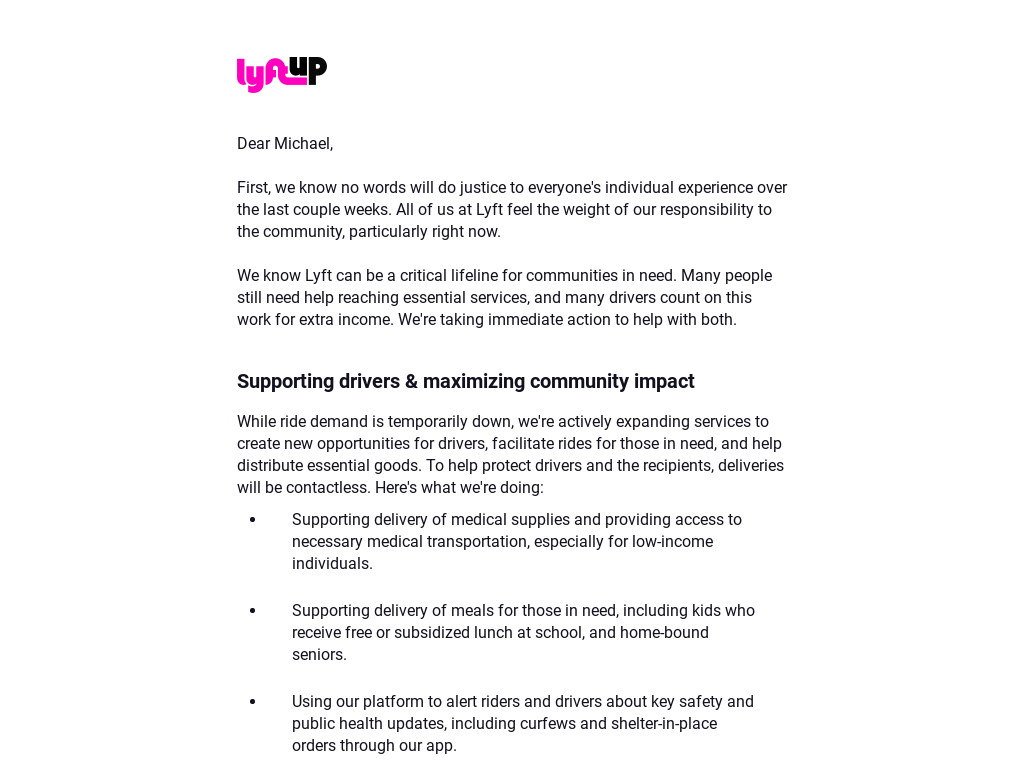 lyft up
Dear Michael,
First, we know no words will do justice to everyone's individual experience over
the last couple weeks. All of us at Lyft feel the weight of our responsibility to
the community, particularly right now.
We know Lyft can be a critical lifeline for communities in need. Many people
still need help reaching essential services, and many drivers count on this
work for extra income. We're taking immediate action to help with both.
Supporting drivers & maximizing community impact
While ride demand is temporarily down, we're actively expanding services to
create new opportunities for drivers, facilitate rides for those in need, and help
distribute essential goods. To help protect drivers and the recipients, deliveries
will be contactless. Here's what we're doing:
• Supporting delivery of medical supplies and providing access to
necessary medical transportation, especially for low-income
individuals.
• Supporting delivery of meals for those in need, including kids who
receive free or subsidized lunch at school, and home-bound
seniors.
• Using our platform to alert riders and drivers about key safety and
public health updates, including curfews and shelter-in-place
orders through our app.